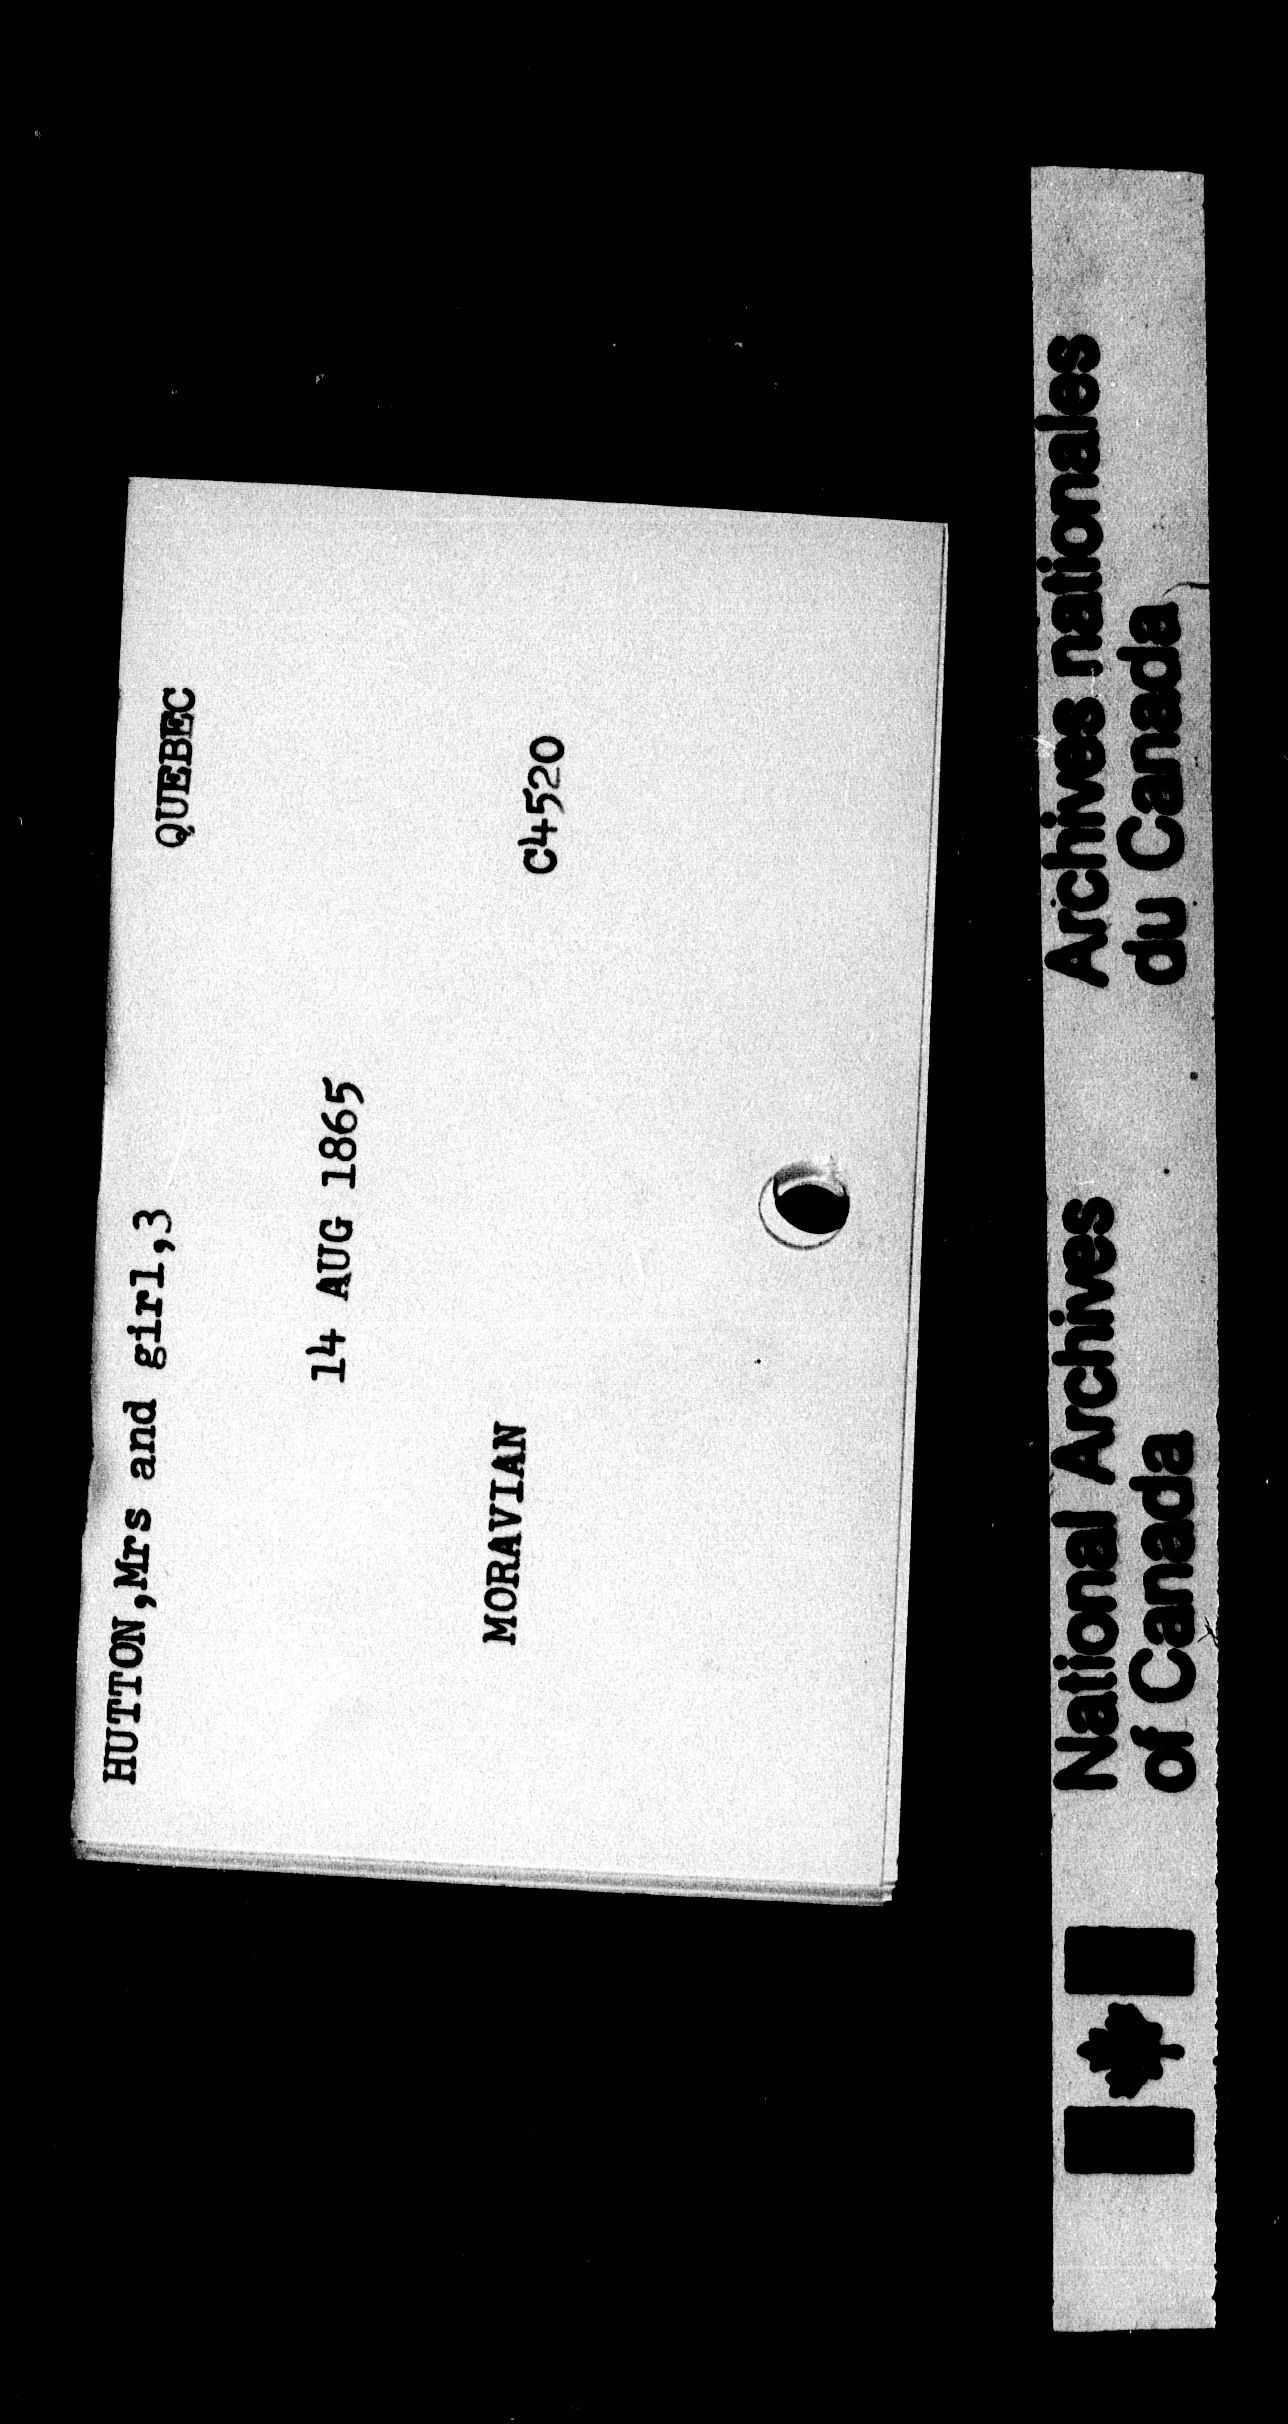 HUTTON,Mrs and girl,3 QUEBEC
14 AUG 1865
MORAVIAN C4520
National Archives
of Canada
Archives nationales
du Canada